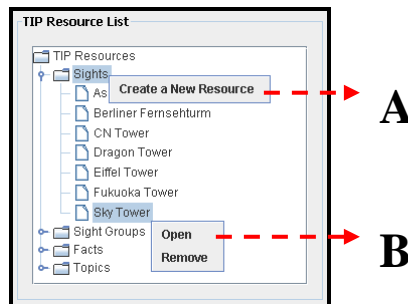 TIP Resource List
TIP Resources
Sights
Create a New Resource
As
A
Berliner Fernsehturm
CN Tower
Dragon Tower
Eiffel Tower
Fukuoka Tower
Sky Tower
Sight Groups
Open
B
Facts
Remove
Topics